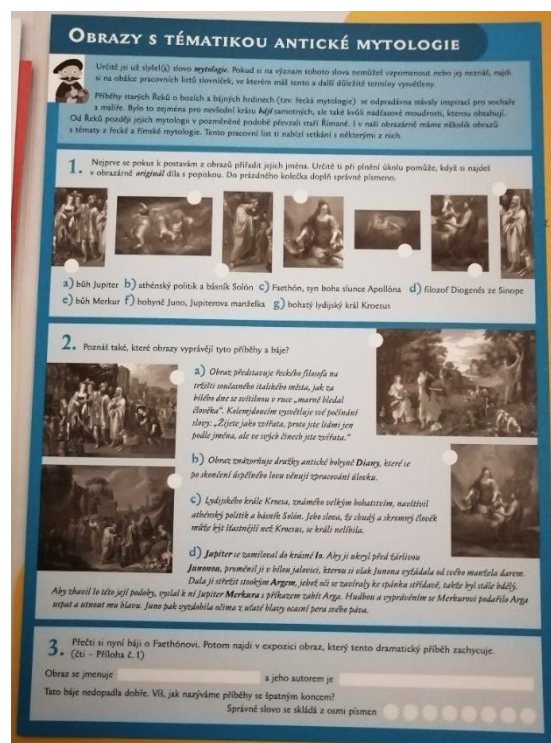 OBRAZY S TÉMATIKOU ANTICKÉ MYTOLOGIE
Určitě jsi už slyšel(a) slovo mytologie. Pokud si na význam tohoto slova nemůžeš vzpomenout nebo jej neznáš, najdi
si na obálce pracovních listů slovníček, ve kterém máš tento a další důležité termíny vysvětleny.
Příběhy starých Řeků o bozích a bájných hrdinech (tzv. řecká mytologie) se odpradávna stávaly inspirací pro sochaře
a malíře. Bylo to zejména pro nevšední krásu bájí samotných, ale také kvůli nadčasové moudrosti, kterou obsahují.
Od Řeků později jejich mytologii v pozměněné podobě převzali staří Římané. I v naší obrazárně máme několik obrazů
s tématy z řecké a římské mytologie. Tento pracovní list ti nabízí setkání s některými z nich.
1. Nejprve se pokus k postavám z obrazů přiřadit jejich jména. Určitě ti při plnění úkolu pomůže, když si najdeš
v obrazárně originál díla s popiskou. Do prázdného kolečka doplň správné písmeno.
a) bůh Jupiter b) athénský politik a básník Solón c) Faethón, syn boha slunce Apollóna d) filozof Diogenés ze Sinope
e) bůh Merkur f) bohyně Juno, Jupiterova manželka g) bohatý lydijský král Kroesus
2. Poznáš také, které obrazy vyprávějí tyto příběhy a báje?
a) Obraz představuje řeckého filosofa na
tržišti současného italského města, jak za
bílého dne se svítilnou v ruce „marně hledal
člověka“. Kolemjdoucím vysvětluje své počínání
slovy: „Žijete jako zvířata, proto jste lidmi jen
podle jména, ale ve svých činech jste zvířata.“
b) Obraz znázorňuje družky antické bohyně Diany, které se
po skončení úspěšného lovu věnují zpracování úlovku.
c) Lydijského krále Kroesa, známého velkým bohatstvím, navštívil
athénský politik a básník Solón. Jeho slova, že chudý a skromný člověk
může být šťastnější než Kroesus, se králi nelíbila.
d) Jupiter se zamiloval do krásné Io. Aby ji ukryl před žárlivou
Junonou, proměnil ji v bílou jalovici, kterou si však Junona vyžádala od svého manžela darem.
Dala ji střežit stookým Argem, jehož oči se zavíraly ke spánku střídavě, takže byl stále bdělý.
Aby zbavil Io této její podoby, vyslal k ní Jupiter Merkura s příkazem zabít Arga. Hudbou a vyprávěním se Merkurovi podařilo Arga
uspat a utnout mu hlavu. Juno pak vyzdobila očima z uťaté hlavy ocasní pera svého páva.
3. Přečti si nyní báji o Faethónovi. Potom najdi v expozici obraz, který tento dramatický příběh zachycuje.
(čti – Příloha č. 1)
Obraz se jmenuje a jeho autorem je
Tato báje nedopadla dobře. Víš, jak nazýváme příběhy se špatným koncem?
Správné slovo se skládá z osmi písmen